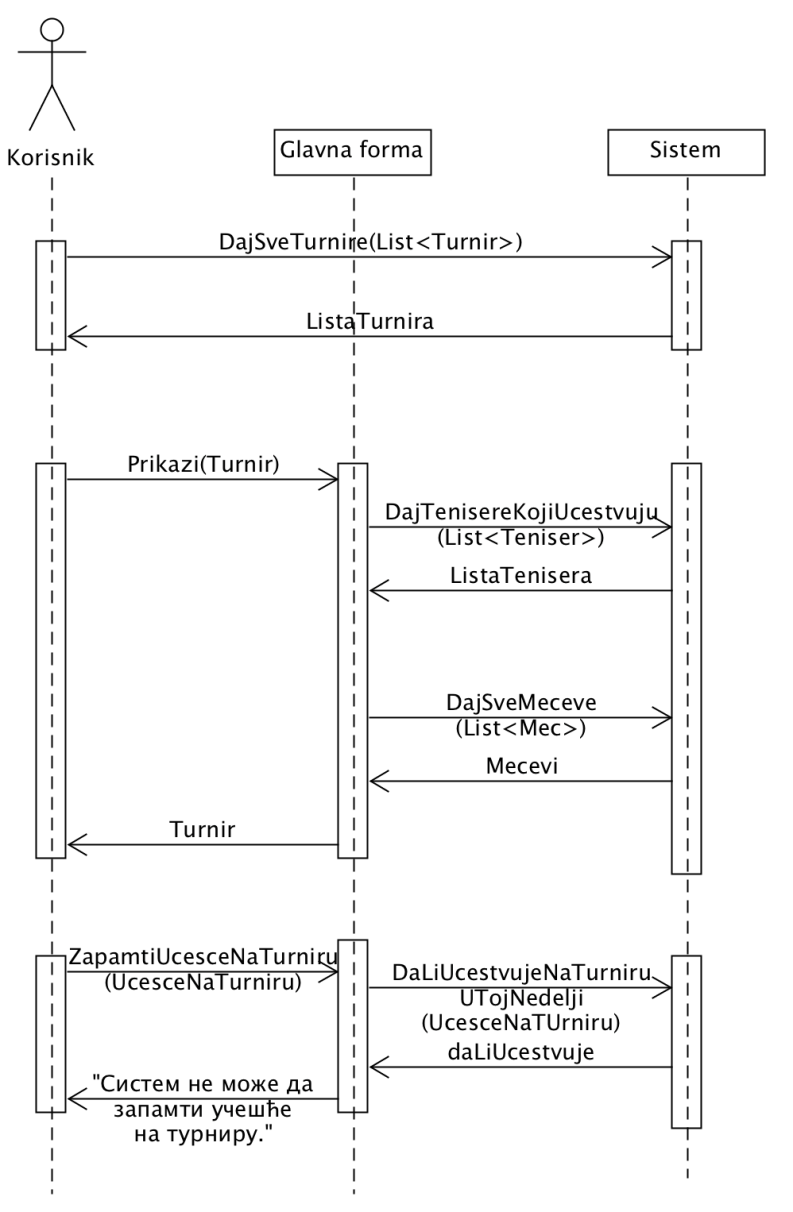 Korisnik
Glavna forma
Sistem
DajSveTurnire(List<Turnir>)
ListaTurnira
Prikazi(Turnir)
DajTenisereKojiUcestvuju
(List<Teniser>)
ListaTenisera
DajSveMeceve
(List<Mec>)
Mecevi
Turnir
ZapamtiUcesceNaTurniru
(UcesceNaTurniru)
DaLiUcestvujeNaTurniru
UTojNedelji
(UcesceNaTUrniru)
daLiUcestvuje
"Систем не може да
запамти учешће
на турниру."